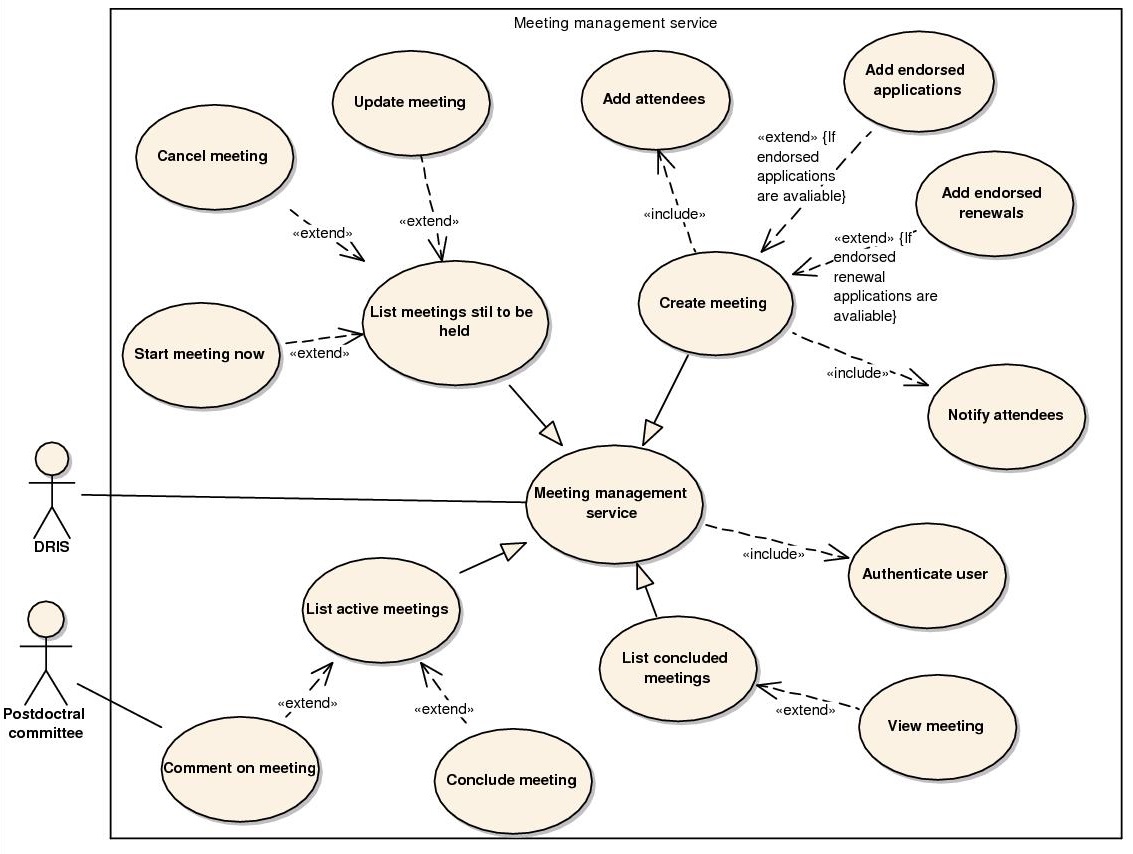 Meeting management service
Update meeting
Add attendees
Add endorsed
applications
Cancel meeting
«extend» {If
endorsed
applications
are avaliable}
Add endorsed
renewals
«extend»
«extend»
«include»
«extend» {If
endorsed
renewal
applications are
avaliable}
List meetings stil to be
held
Create meeting
Start meeting now
«extend»
«include»
Notify attendees
Meeting management
service
DRIS
«include»
Authenticate user
List active meetings
List concluded
meetings
Postdoctral
committee
«extend»
«extend»
«extend»
View meeting
Comment on meeting
Conclude meeting